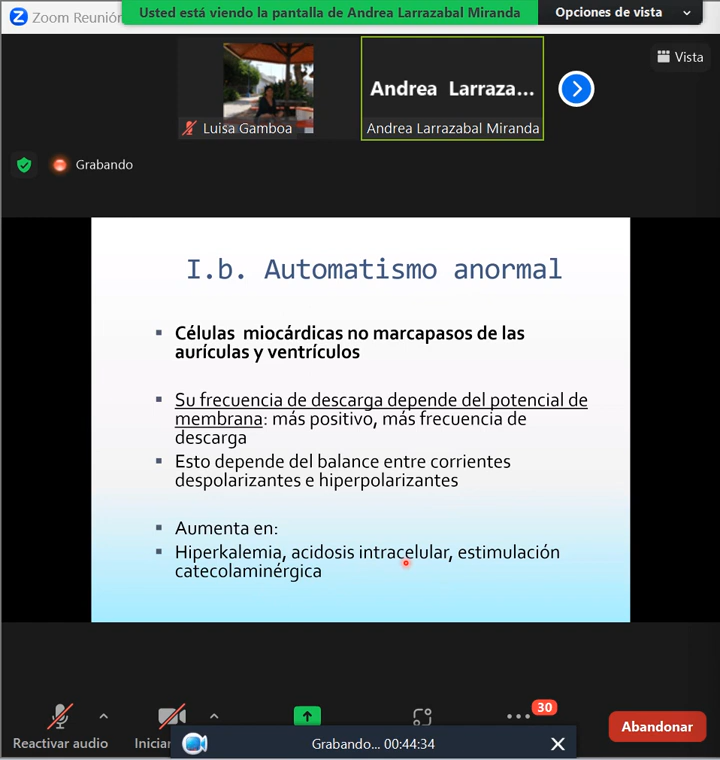 Zoom Reunión
Usted está viendo la pantalla de Andrea Larrazabal Miranda
Opciones de vista
Luisa Gamboa
Andrea Larraza...
Andrea Larrazabal Miranda
Vista
Grabando
I.b. Automatismo anormal
Células miocárdicas no marcapasos de las
aurículas y ventrículos
Su frecuencia de descarga depende del potencial de
membrana: más positivo, más frecuencia de
descarga
Esto depende del balance entre corrientes
despolarizantes e hiperpolarizantes
Aumenta en:
Hiperkalemia, acidosis intracelular, estimulación
catecolaminérgica
30
Reactivar audio
Iniciar
Abandonar
Grabando... 00:44:34